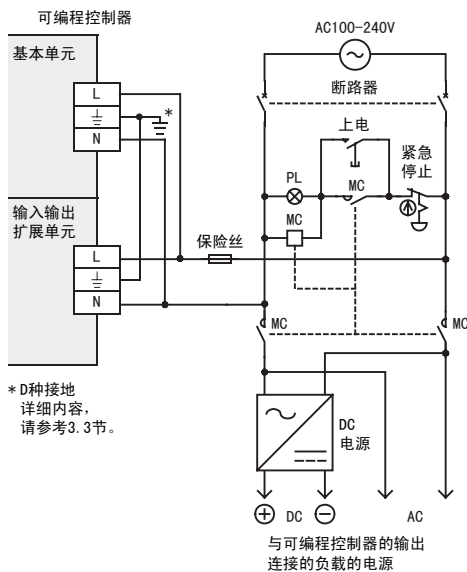 可编程控制器
基本单元
L
N
*
输入输出
扩展单元
L
N
* D种接地
详细内容，
请参考3.3节。
AC100-240V
断路器
上电
紧急
停止
PL
MC
MC
保险丝
MC
MC
DC
电源
DC
AC
与可编程控制器的输出
连接的负载的电源